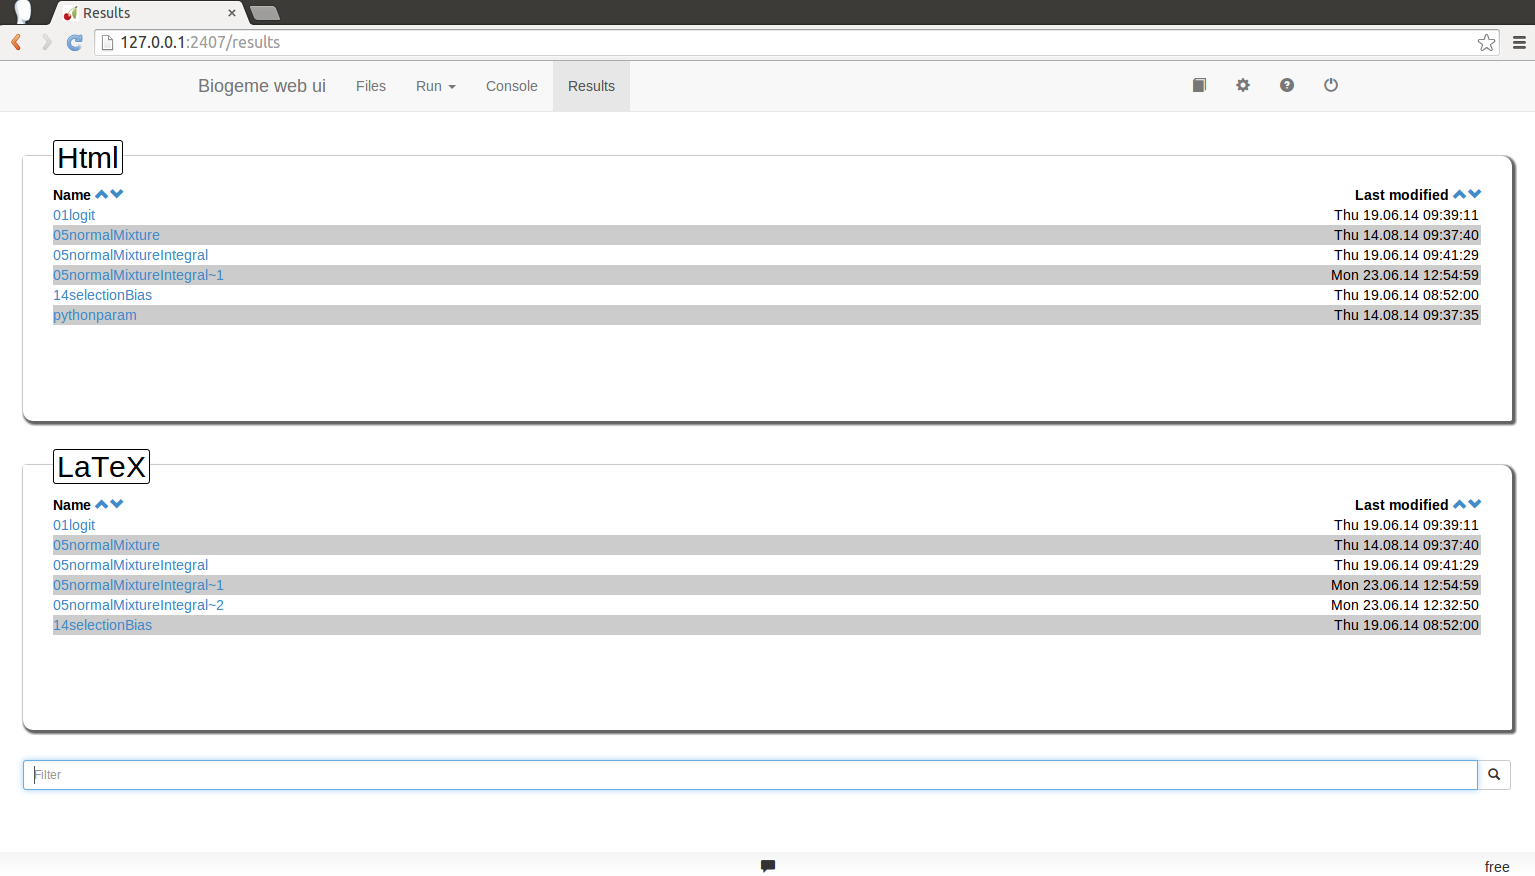 Results
127.0.0.1:2407/results
Biogeme web ui Files Run Console Results
Html
Name Last modified
01logit Thu 19.06.14 09:39:11
05normalMixture Thu 14.08.14 09:37:40
05normalMixtureIntegral Thu 19.06.14 09:41:29
05normalMixtureIntegral~1 Mon 23.06.14 12:54:59
14selectionBias Thu 19.06.14 08:52:00
pythonparam Thu 14.08.14 09:37:35
LaTeX
Name Last modified
01logit Thu 19.06.14 09:39:11
05normalMixture Thu 14.08.14 09:37:40
05normalMixtureIntegral Thu 19.06.14 09:41:29
05normalMixtureIntegral~1 Mon 23.06.14 12:54:59
05normalMixtureIntegral~2 Mon 23.06.14 12:32:50
14selectionBias Thu 19.06.14 08:52:00
Filter
free